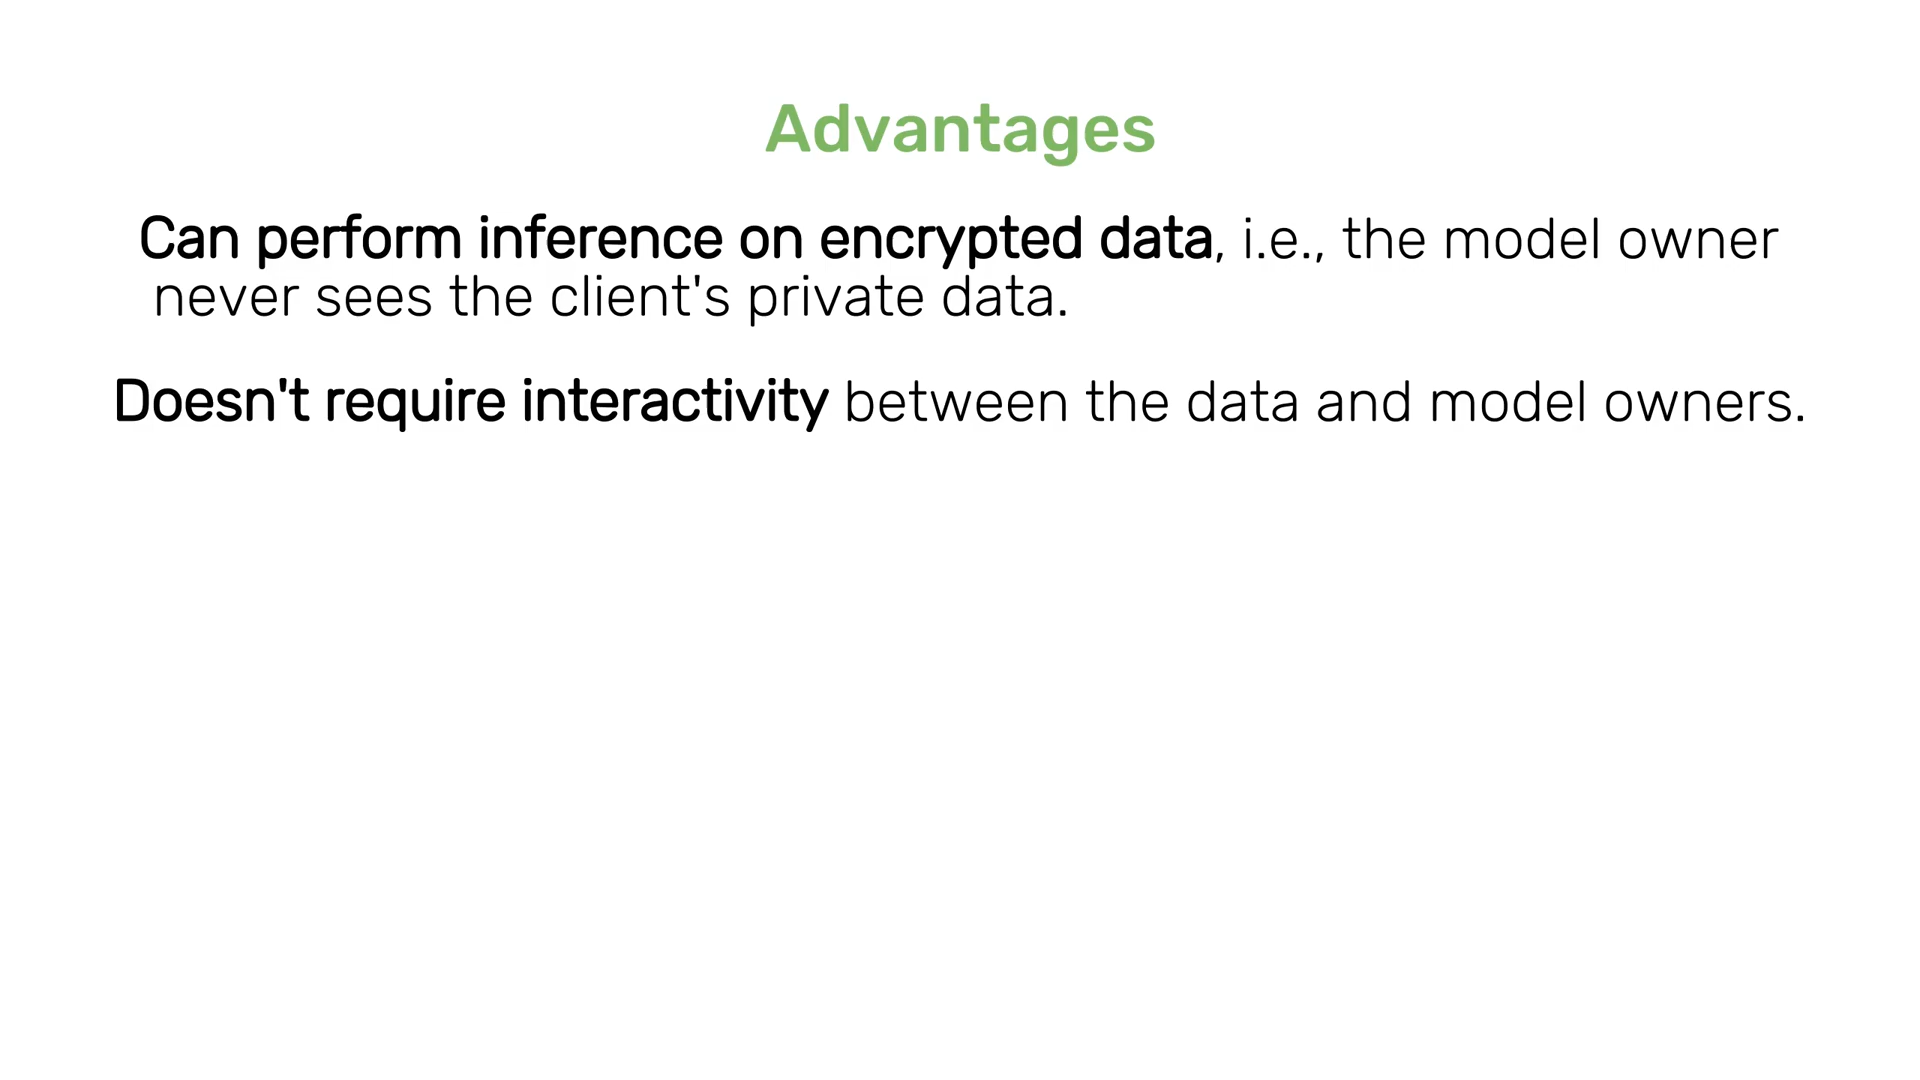 Advantages
Can perform inference on encrypted data, i.e., the model owner
never sees the client's private data.
Doesn't require interactivity between the data and model owners.